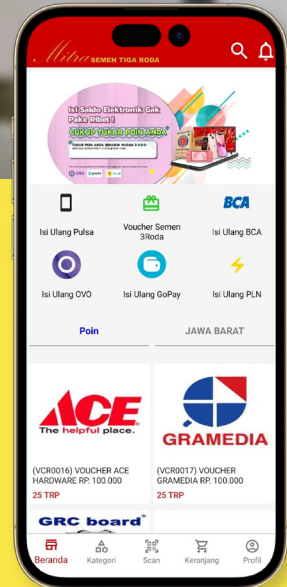 Mitra SEMEN TIGA RODA
Isi Saldo Elektronik Gak
Pake Ribet !
CUKUP TUKAR POIN ANDA
Isi Pulsa
Voucher Semen
3Roda
BCA
Isi Ulang Pulsa
Isi Ulang BCA
Isi Ulang OVO
Isi Ulang GoPay
Isi Ulang PLN
Poin
JAWA BARAT
ACE
The helpful place.
GRAMEDIA
(VCR0016) VOUCHER ACE
HARDWARE RP. 100.000
25 TRP
(VCR0017) VOUCHER
GRAMEDIA RP. 100.000
25 TRP
GRC board
Beranda
Kategori
Scan
Keranjang
Profil